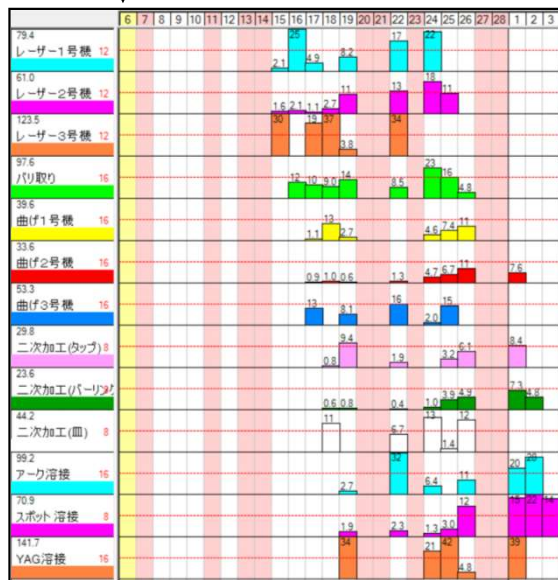 6 7 8 9 10 11 12 13 14 15 16 17 18 19 20 21 22 23 24 25 26 27 28 1 2 3
79.4
レーザー1号機 12
2.1 25 4.9 8.2 17 22
61.0
レーザー2号機 12
1.6 2.1 1.1 2.7 11 13 18 11
123.5
レーザー3号機 12
30 19 37 3.8 34
97.6
バリ取り 16
12 10 9.0 14 8.5 23 16 4.8
39.6
曲げ1号機 16
1.1 13 2.7 4.6 7.4 11
33.6
曲げ2号機 16
0.9 1.0 0.6 1.3 4.7 6.7 11 7.6
53.3
曲げ3号機 16
13 8.1 16 2.0 15
29.8
二次加工(タップ) 8
0.8 9.4 1.9 3.2 6.1 8.4
23.6
二次加工(バーリング
0.6 0.8 0.4 1.0 3.9 4.9 7.3 4.8
44.2
二次加工(皿) 8
11 6.7 13 1.4 12
99.2
アーク溶接 16
2.7 32 6.4 11 20 20
70.9
スポット溶接 8
1.9 2.3 1.3 3.0 12 22
141.7
YAG溶接 16
34 21 42 4.8 39